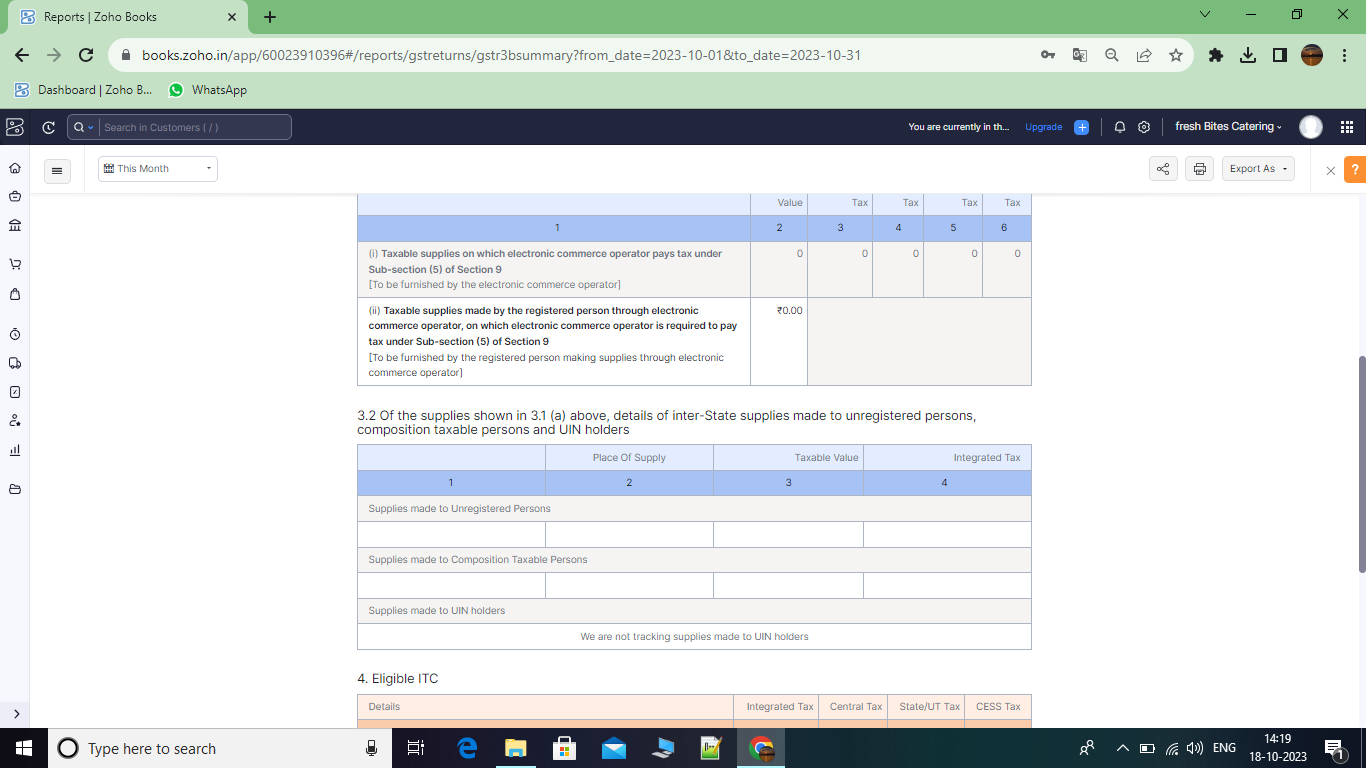 Reports | Zoho Books
books.zoho.in/app/60023910396#/reports/gstreturns/gstr3bsummary?from_date=2023-10-01&to_date=2023-10-31
Dashboard | Zoho B... WhatsApp
Search in Customers ( / ) You are currently in th... Upgrade fresh Bites Catering
This Month Export As ?
Value Tax Tax Tax Tax
1 2 3 4 5 6
(i) Taxable supplies on which electronic commerce operator pays tax under 0 0 0 0 0
Sub-section (5) of Section 9
[To be furnished by the electronic commerce operator]
(ii) Taxable supplies made by the registered person through electronic ₹0.00
commerce operator, on which electronic commerce operator is required to pay
tax under Sub-section (5) of Section 9
[To be furnished by the registered person making supplies through electronic
commerce operator]
3.2 Of the supplies shown in 3.1 (a) above, details of inter-State supplies made to unregistered persons,
composition taxable persons and UIN holders
Place Of Supply Taxable Value Integrated Tax
1 2 3 4
Supplies made to Unregistered Persons
Supplies made to Composition Taxable Persons
Supplies made to UIN holders
We are not tracking supplies made to UIN holders
4. Eligible ITC
Details Integrated Tax Central Tax State/UT Tax CESS Tax
Type here to search ENG 14:19
18-10-2023 1